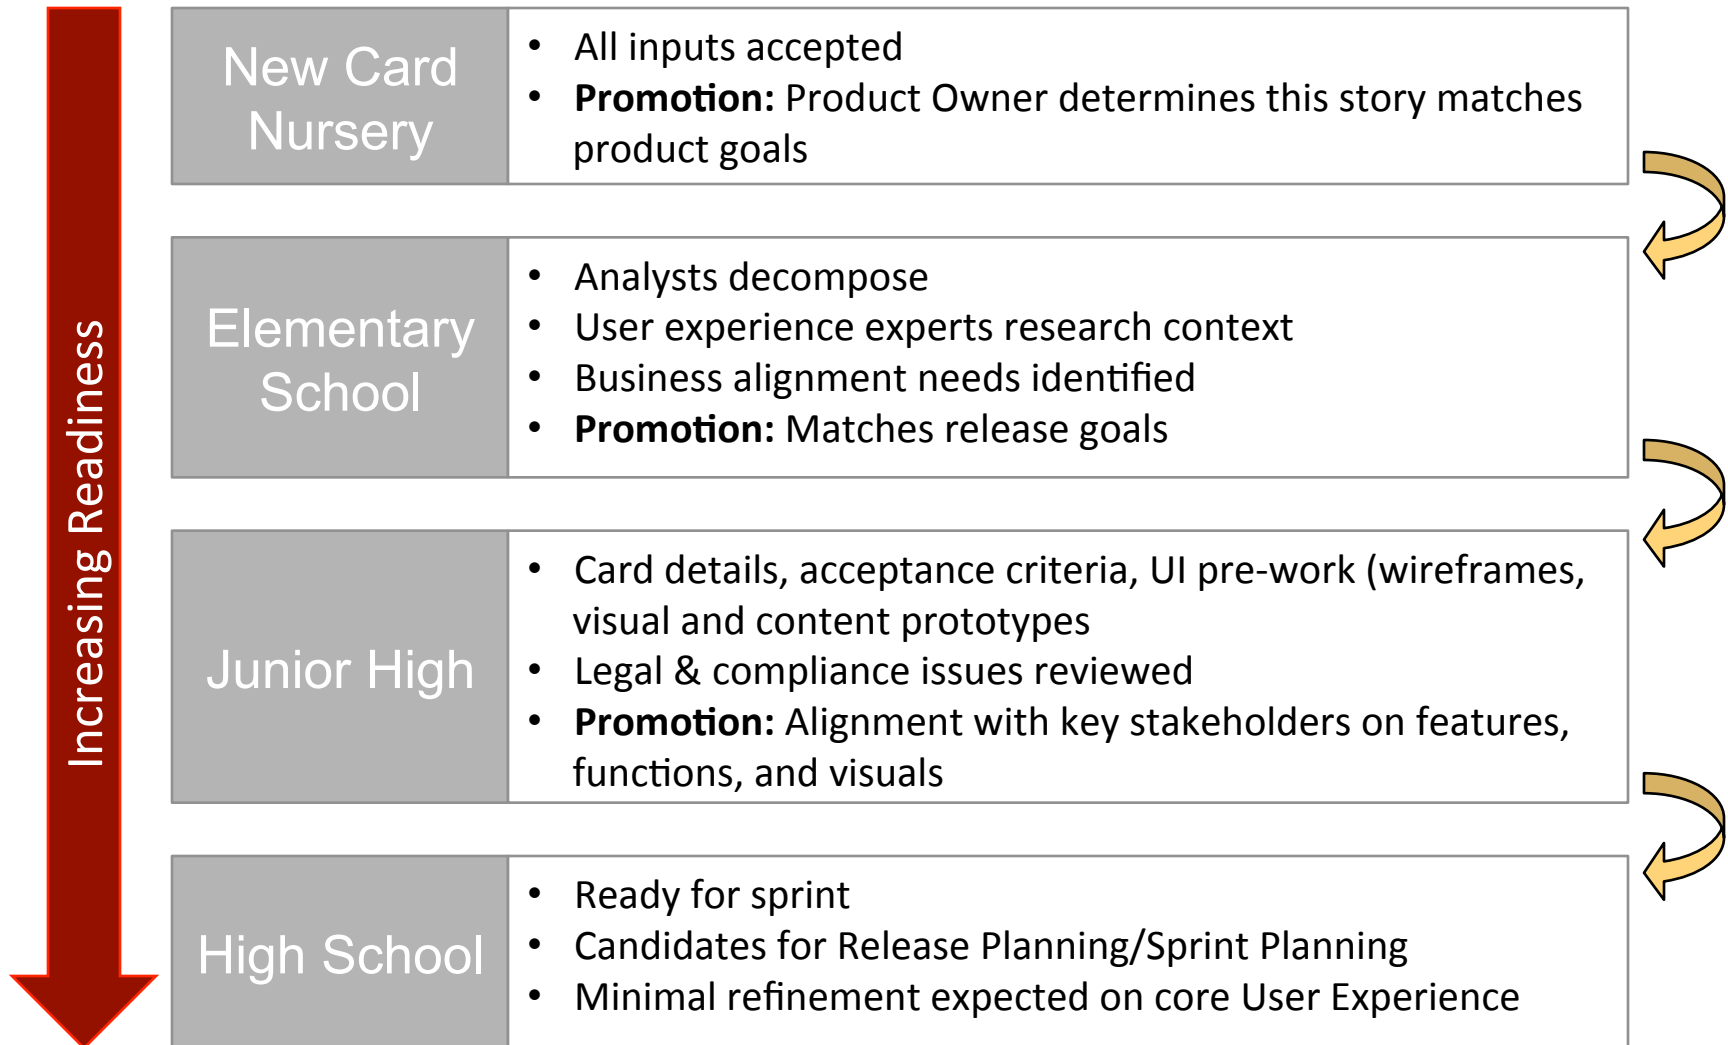 Increasing Readiness
New Card
Nursery
• All inputs accepted
• Promotion: Product Owner determines this story matches
product goals
Elementary
School
• Analysts decompose
• User experience experts research context
• Business alignment needs identified
• Promotion: Matches release goals
Junior High
• Card details, acceptance criteria, UI pre-work (wireframes,
visual and content prototypes
• Legal & compliance issues reviewed
• Promotion: Alignment with key stakeholders on features,
functions, and visuals
High School
• Ready for sprint
• Candidates for Release Planning/Sprint Planning
• Minimal refinement expected on core User Experience